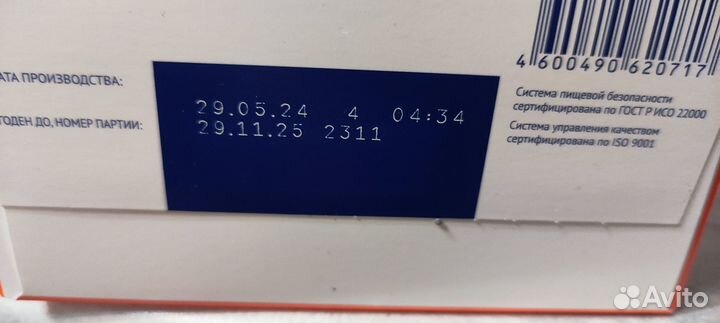 4 600490 620717
АТА ПРОИЗВОДСТВА:
29.05.24 4 04:34
ГОДЕН ДО, НОМЕР ПАРТИИ:
29.11.25 2311
Система пищевой безопасности
сертифицирована по ГОСТ Р ИСО 22000
Система управления качеством
сертифицирована по ISO 9001
Avito